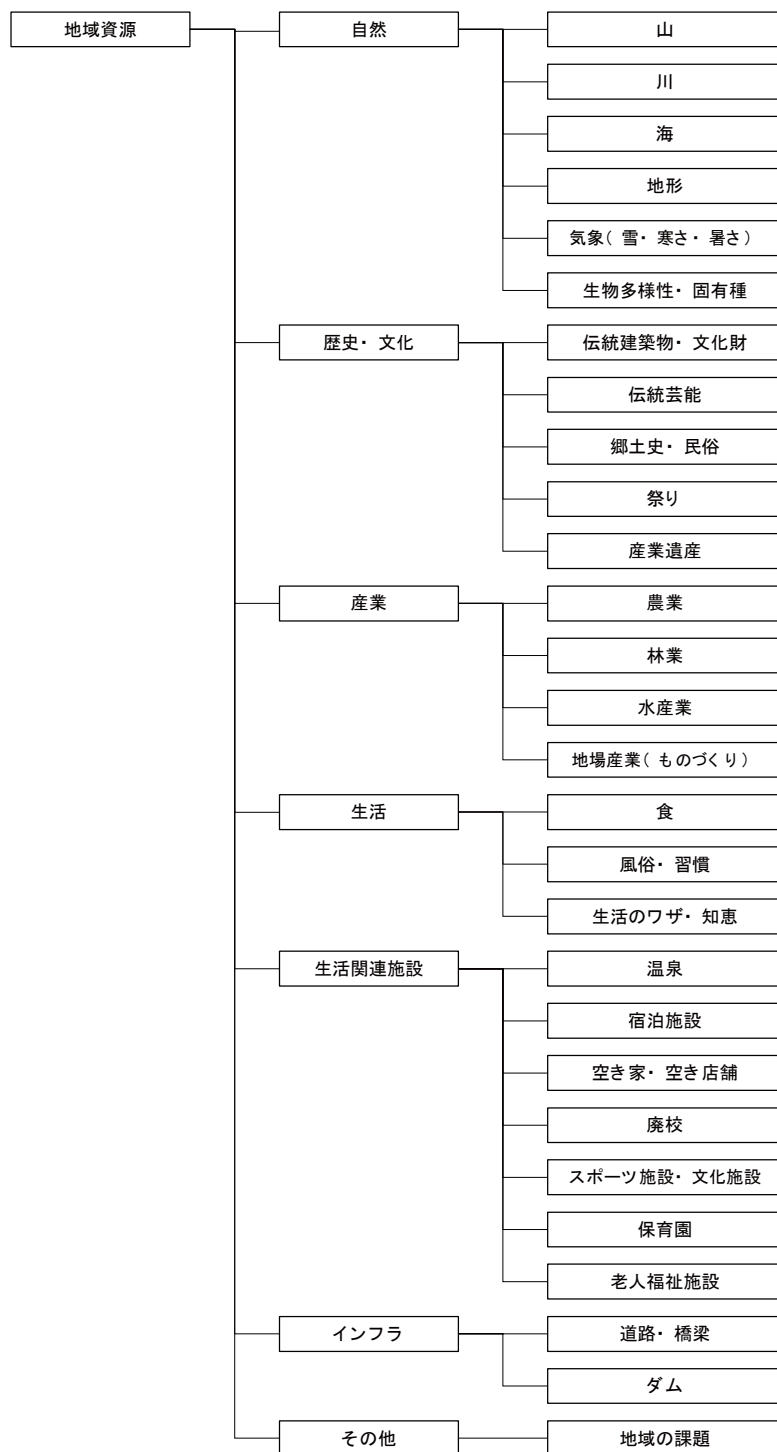 地域資源
自然
山
川
海
地形
気象(雪・寒さ・暑さ)
生物多様性・固有種
歴史・文化
伝統建築物・文化財
伝統芸能
郷土史・民俗
祭り
産業遺産
産業
農業
林業
水産業
地場産業(ものづくり)
生活
食
風俗・習慣
生活のワザ・知恵
生活関連施設
温泉
宿泊施設
空き家・空き店舗
廃校
スポーツ施設・文化施設
保育園
老人福祉施設
インフラ
道路・橋梁
ダム
その他
地域の課題